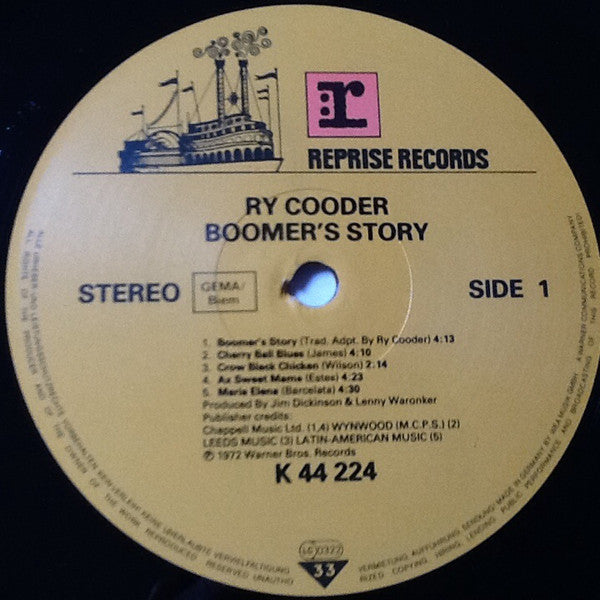 r
REPRISE RECORDS
RY COODER
BOOMER'S STORY
STEREO
GEMA/
Biem
SIDE 1
1. Boomer's Story (Trad. Adpt. By Ry Cooder) 4:13
2. Cherry Ball Blues (James) 4:10
3. Crow Black Chicken (Wilson) 2:14
4. Ax Sweet Mama (Estes) 4:23
5. Maria Elena (Barcelata) 4:30
Produced By Jim Dickinson & Lenny Waronker
Publisher credits:
Chappell Music Ltd. (1,4) WYNWOOD (M.C.P.S.) (2)
LEEDS MUSIC (3) LATIN-AMERICAN MUSIC (5)
℗ 1972 Warner Bros. Records
K 44 224
33